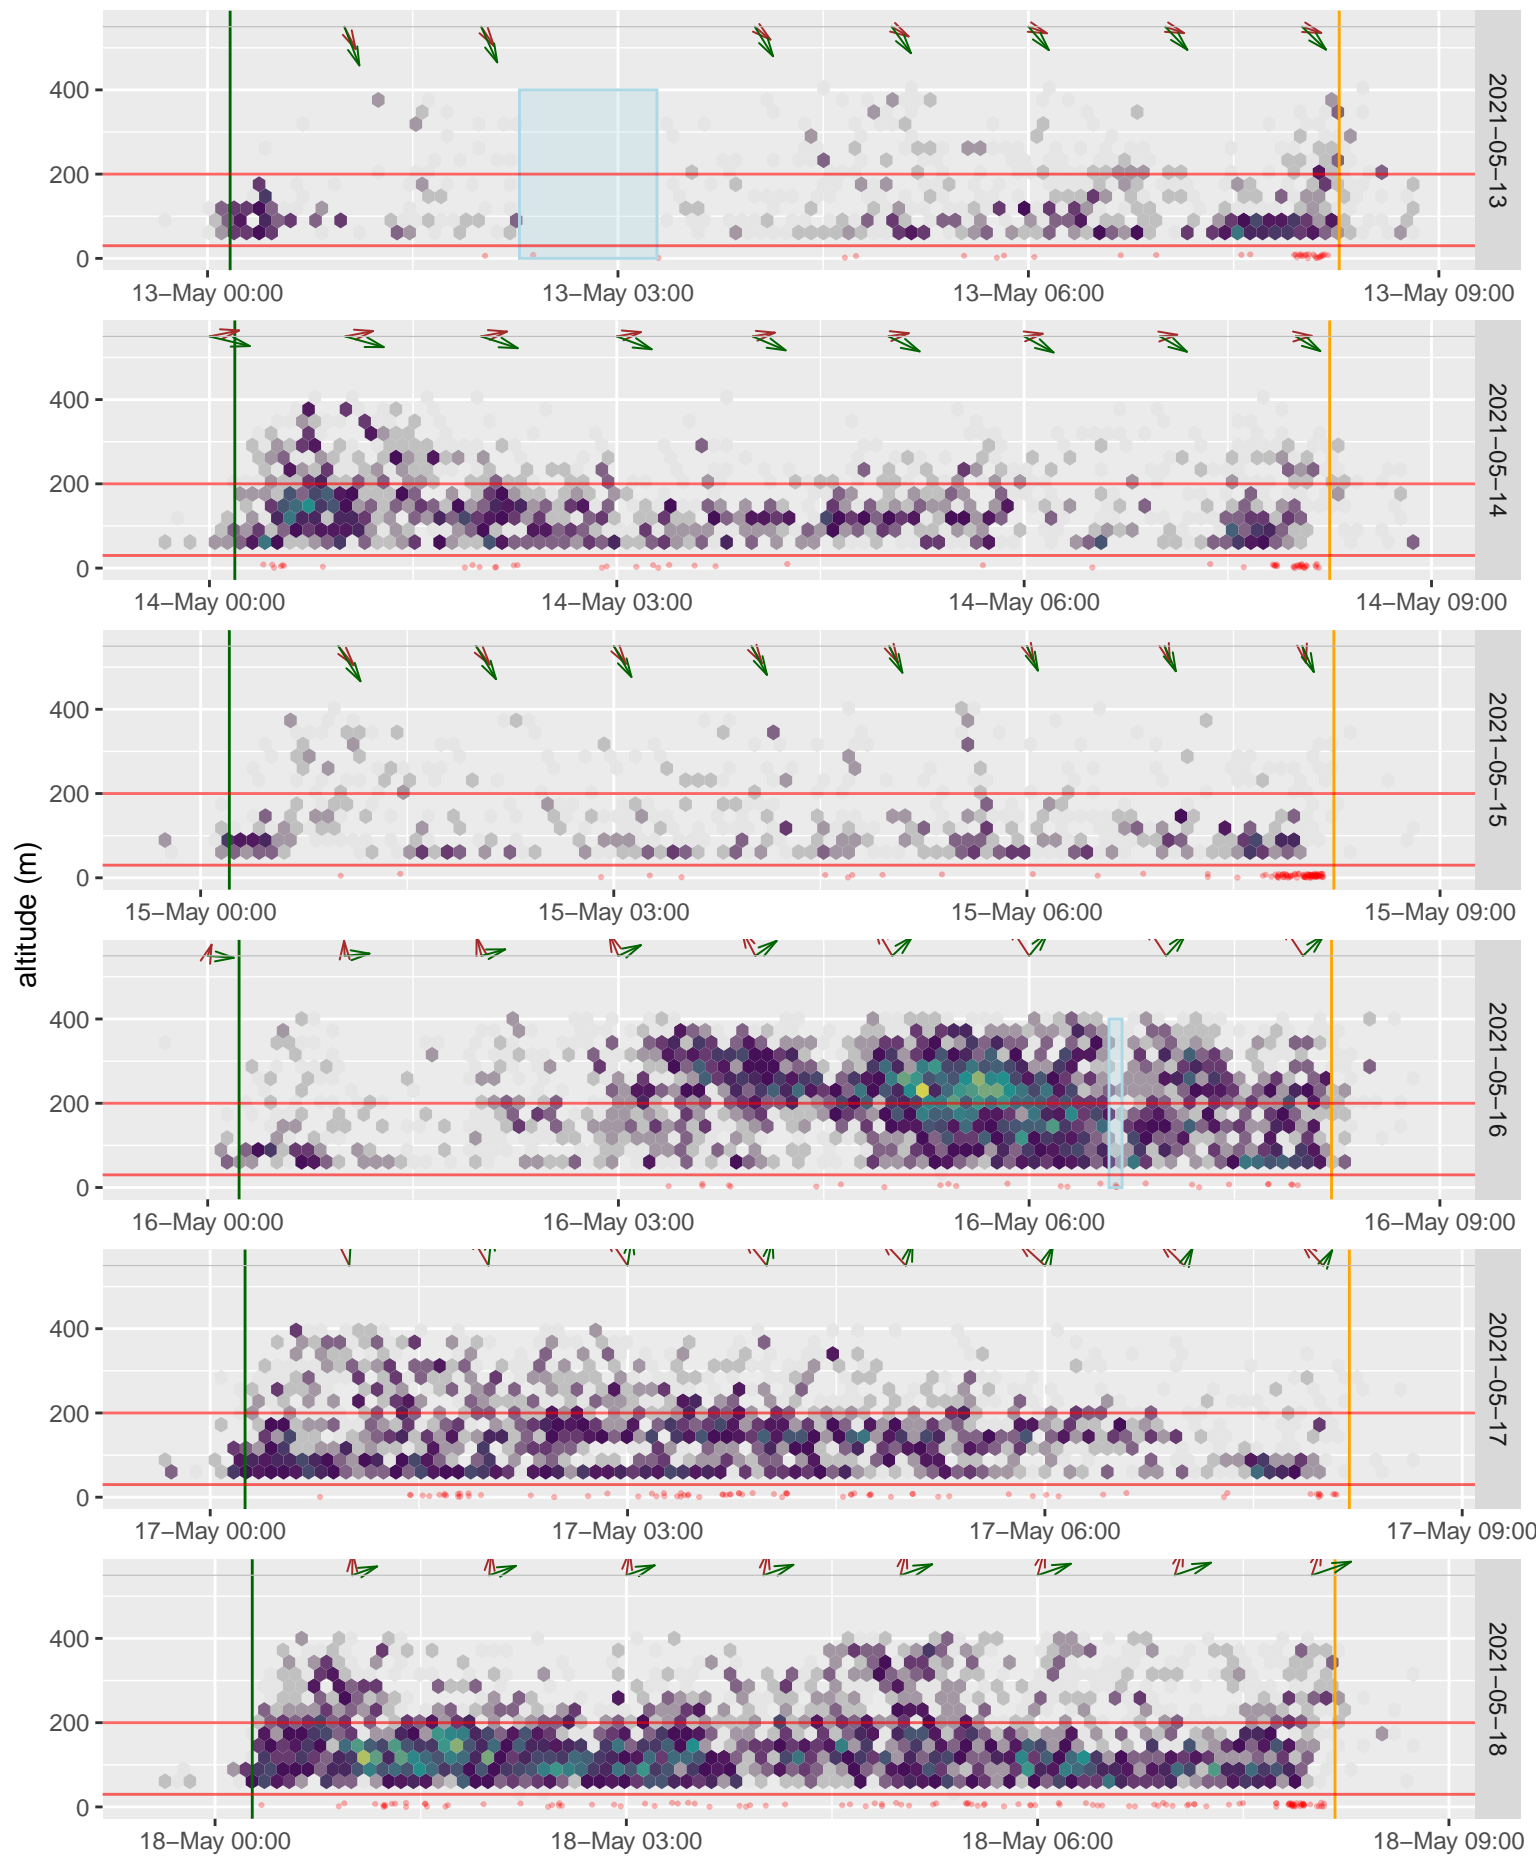 altitude (m)
400
200
0
2021−05−13
13−May 00:00
13−May 03:00
13−May 06:00
13−May 09:00
400
200
0
2021−05−14
14−May 00:00
14−May 03:00
14−May 06:00
14−May 09:00
400
200
0
2021−05−15
15−May 00:00
15−May 03:00
15−May 06:00
15−May 09:00
400
200
0
2021−05−16
16−May 00:00
16−May 03:00
16−May 06:00
16−May 09:00
400
200
0
2021−05−17
17−May 00:00
17−May 03:00
17−May 06:00
17−May 09:00
400
200
0
2021−05−18
18−May 00:00
18−May 03:00
18−May 06:00
18−May 09:00